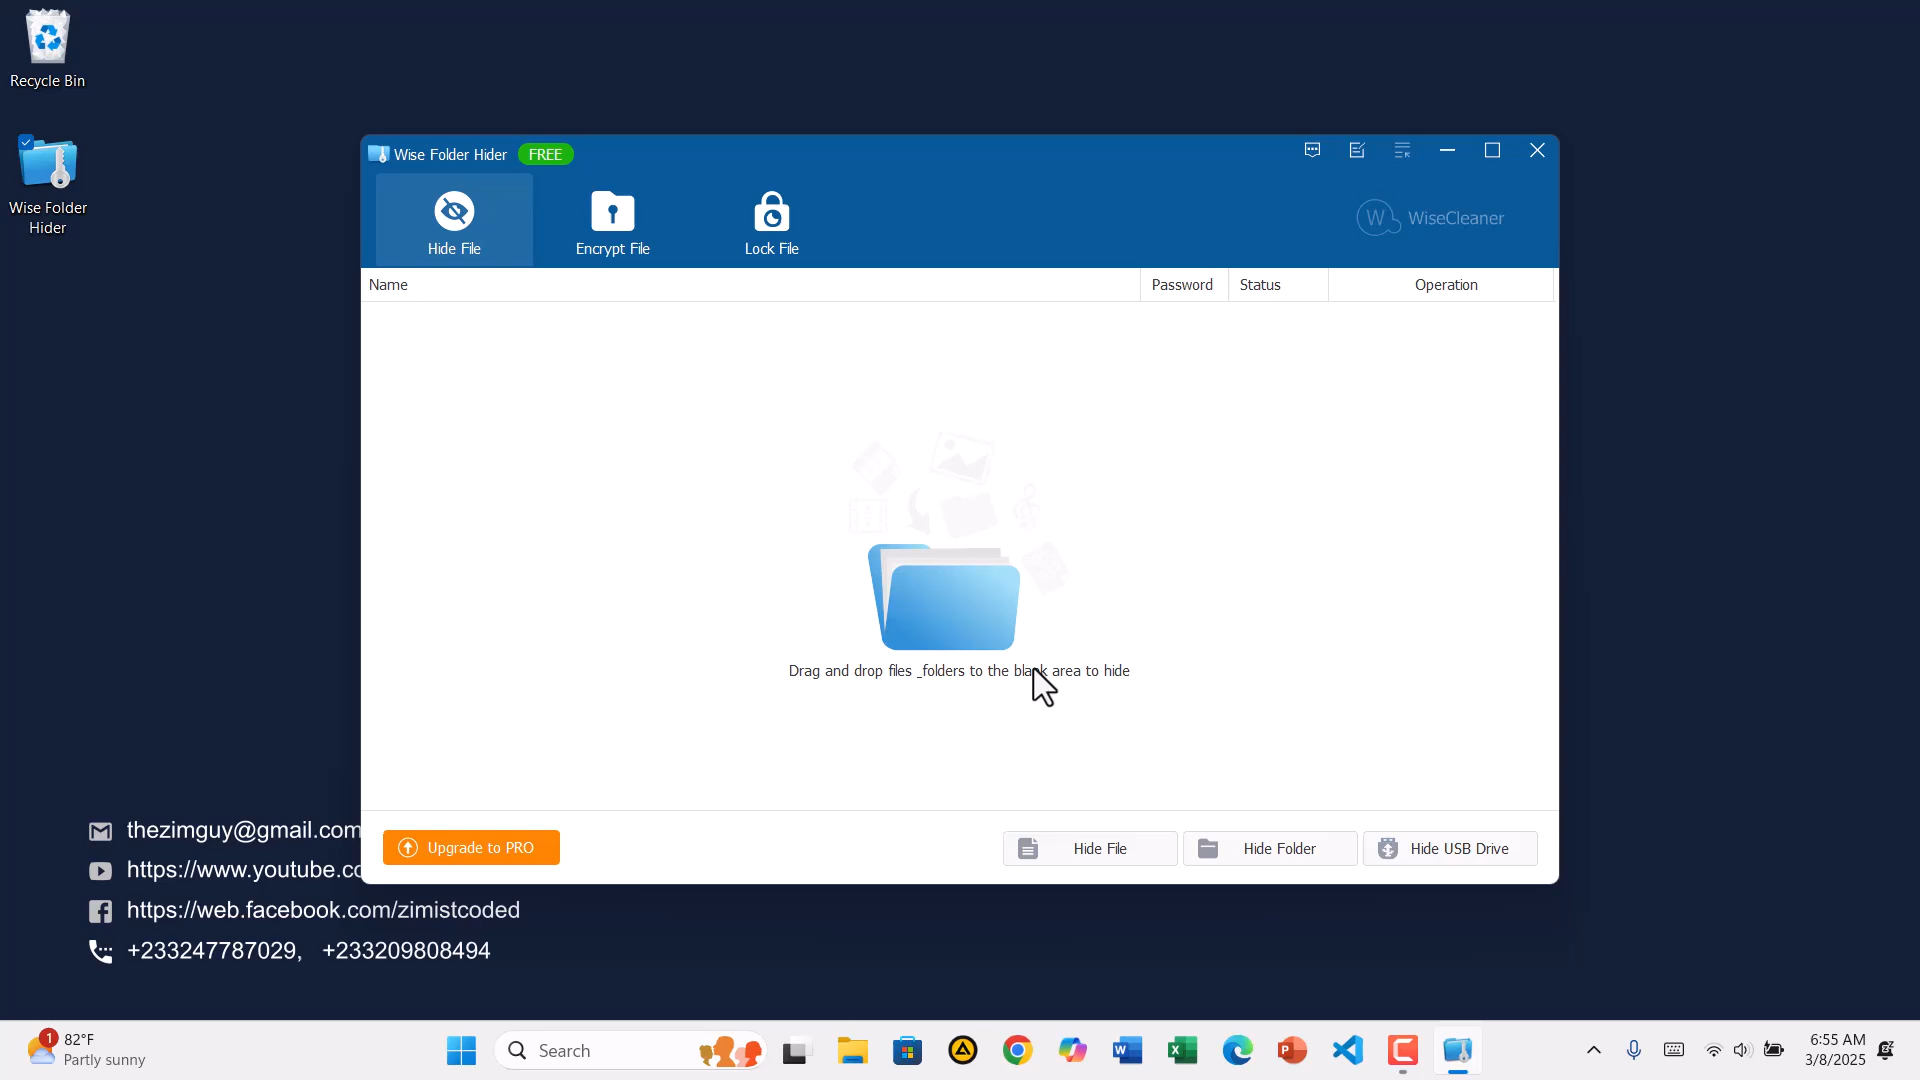 Recycle Bin
Wise Folder
Hider
Wise Folder Hider FREE
Hide File
Encrypt File
Lock File
W WiseCleaner
Name
Password
Status
Operation
Drag and drop files _folders to the blank area to hide
Upgrade to PRO
Hide File
Hide Folder
Hide USB Drive
thezimguy@gmail.com
https://www.youtube.co
https://web.facebook.com/zimistcoded
+233247787029, +233209808494
1
82°F
Partly sunny
Search
6:55 AM
3/8/2025